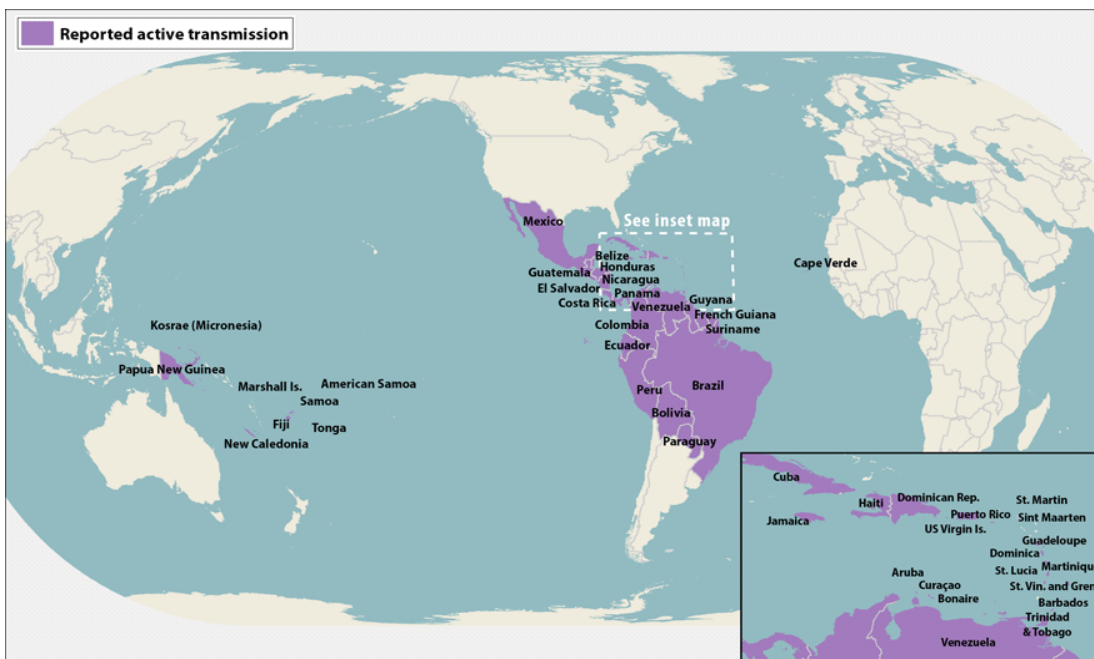 Reported active transmission
See inset map
Mexico
Belize
Guatemala
Honduras
Nicaragua
El Salvador
Costa Rica
Panama
Venezuela
Guyana
French Guiana
Suriname
Colombia
Ecuador
Peru
Brazil
Bolivia
Paraguay
Cape Verde
Kosrae (Micronesia)
Papua New Guinea
Marshall Is.
American Samoa
Samoa
Fiji
Tonga
New Caledonia
Cuba
Haiti
Dominican Rep.
St. Martin
Jamaica
Puerto Rico
Sint Maarten
US Virgin Is.
Guadeloupe
Dominica
Aruba
St. Lucia
Martiniqu
Curaçao
Bonaire
St. Vin. and Gren
Barbados
Trinidad
& Tobago
Venezuela